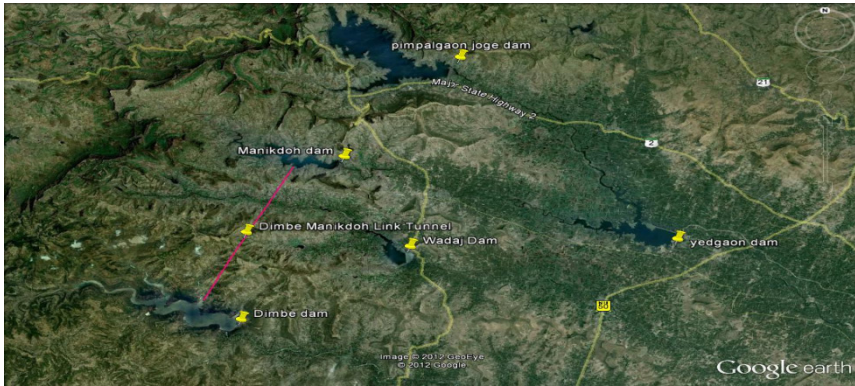 N
pimpalgaon joge dam
Major State Highway 2
21
2
Manikdoh dam
Dimbe Manikdoh Link Tunnel
Wadaj Dam
yedgaon dam
Dimbe dam
Image © 2012 GeoEye
© 2012 Google
Google earth